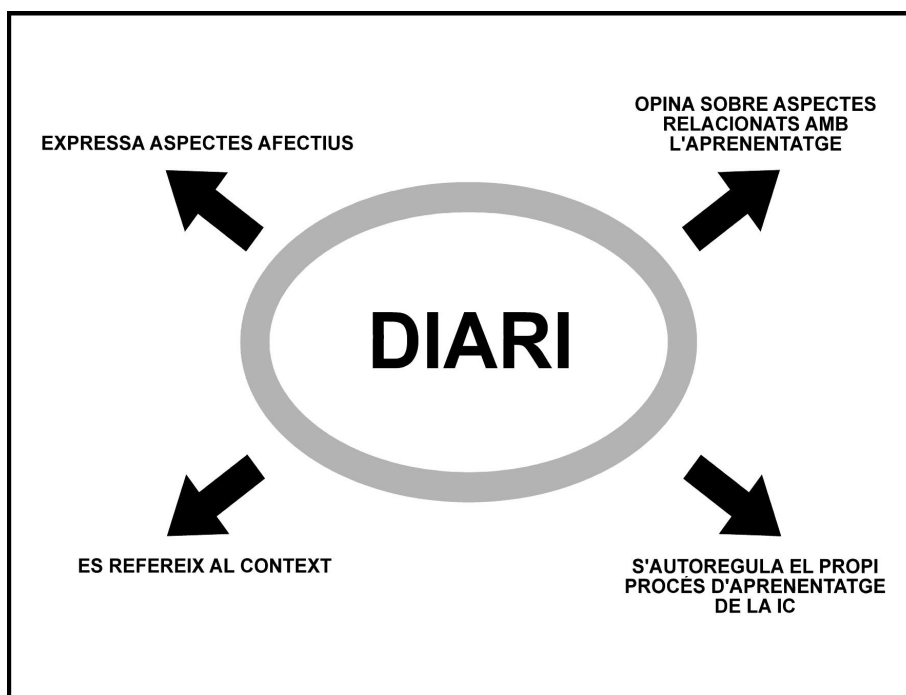 EXPRESSA ASPECTES AFECTIUS
OPINA SOBRE ASPECTES
RELACIONATS AMB
L'APRENENTATGE
DIARI
ES REFEREIX AL CONTEXT
S'AUTOREGULA EL PROPI
PROCÉS D'APRENENTATGE
DE LA IC